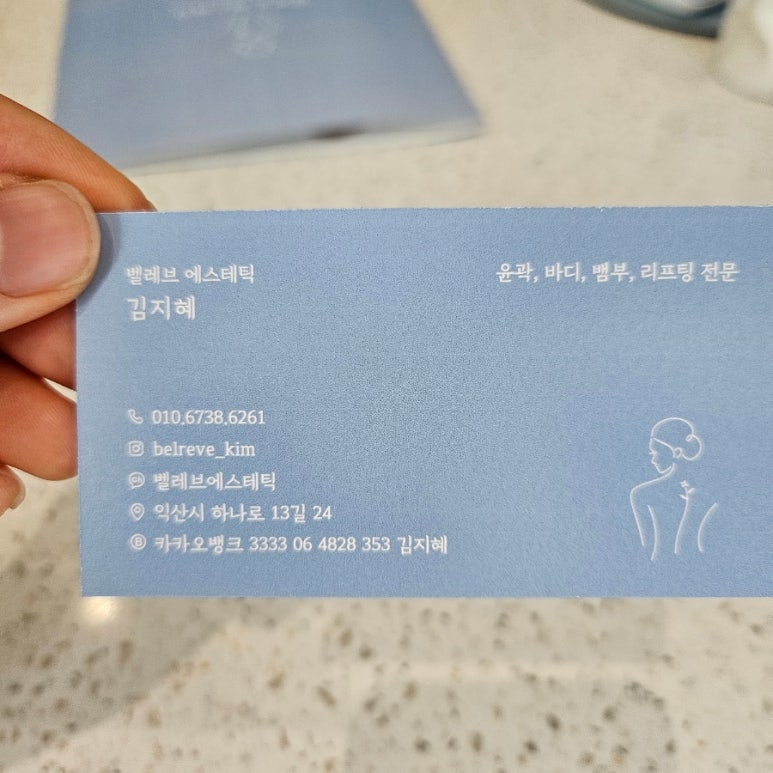 벨레브 에스테틱
김지혜
윤곽, 바디, 뱀부, 리프팅 전문
010.6738.6261
belreve_kim
벨레브에스테틱
익산시 하나로 13길 24
카카오뱅크 3333 06 4828 353 김지혜